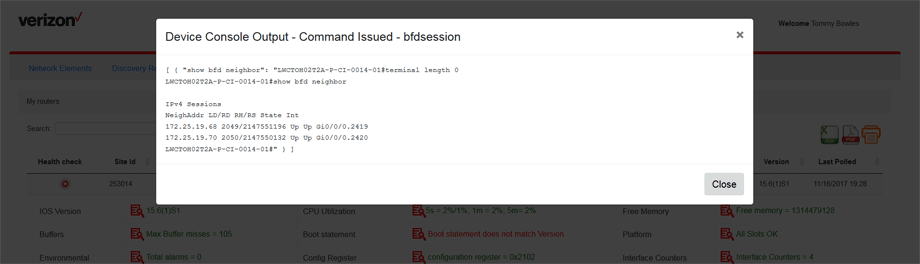 verizon✓
Welcome Tommy Bowles
Network Elements
Discovery Re
My routers
Search:
Health check
Site Id
Version
Last Polled
253014
15.6(1)S1
11/16/2017 19:28
IOS Version
15.6(1)S1
CPU Utilization
5s = 2%/1%, 1m = 2%, 5m= 2%
Free Memory
Free memory = 1314479128
Buffers
Max Buffer misses = 105
Boot statement
Boot statement does not match Version
Platform
All Slots OK
Environmental
Total alarms = 0
Config Register
configuration register = 0x2102
Interface Counters
Interface Counters = 4
Device Console Output - Command Issued - bfdsession
×
[ { "show bfd neighbor": "LWCTOH02T2A-P-CI-0014-01#terminal length 0
LWCTOH02T2A-P-CI-0014-01#show bfd neighbor
IPv4 Sessions
NeighAddr LD/RD RH/RS State Int
172.25.19.68 2049/2147551196 Up Up Gi0/0/0.2419
172.25.19.70 2050/2147550132 Up Up Gi0/0/0.2420
LWCTOH02T2A-P-CI-0014-01#" } ]
Close